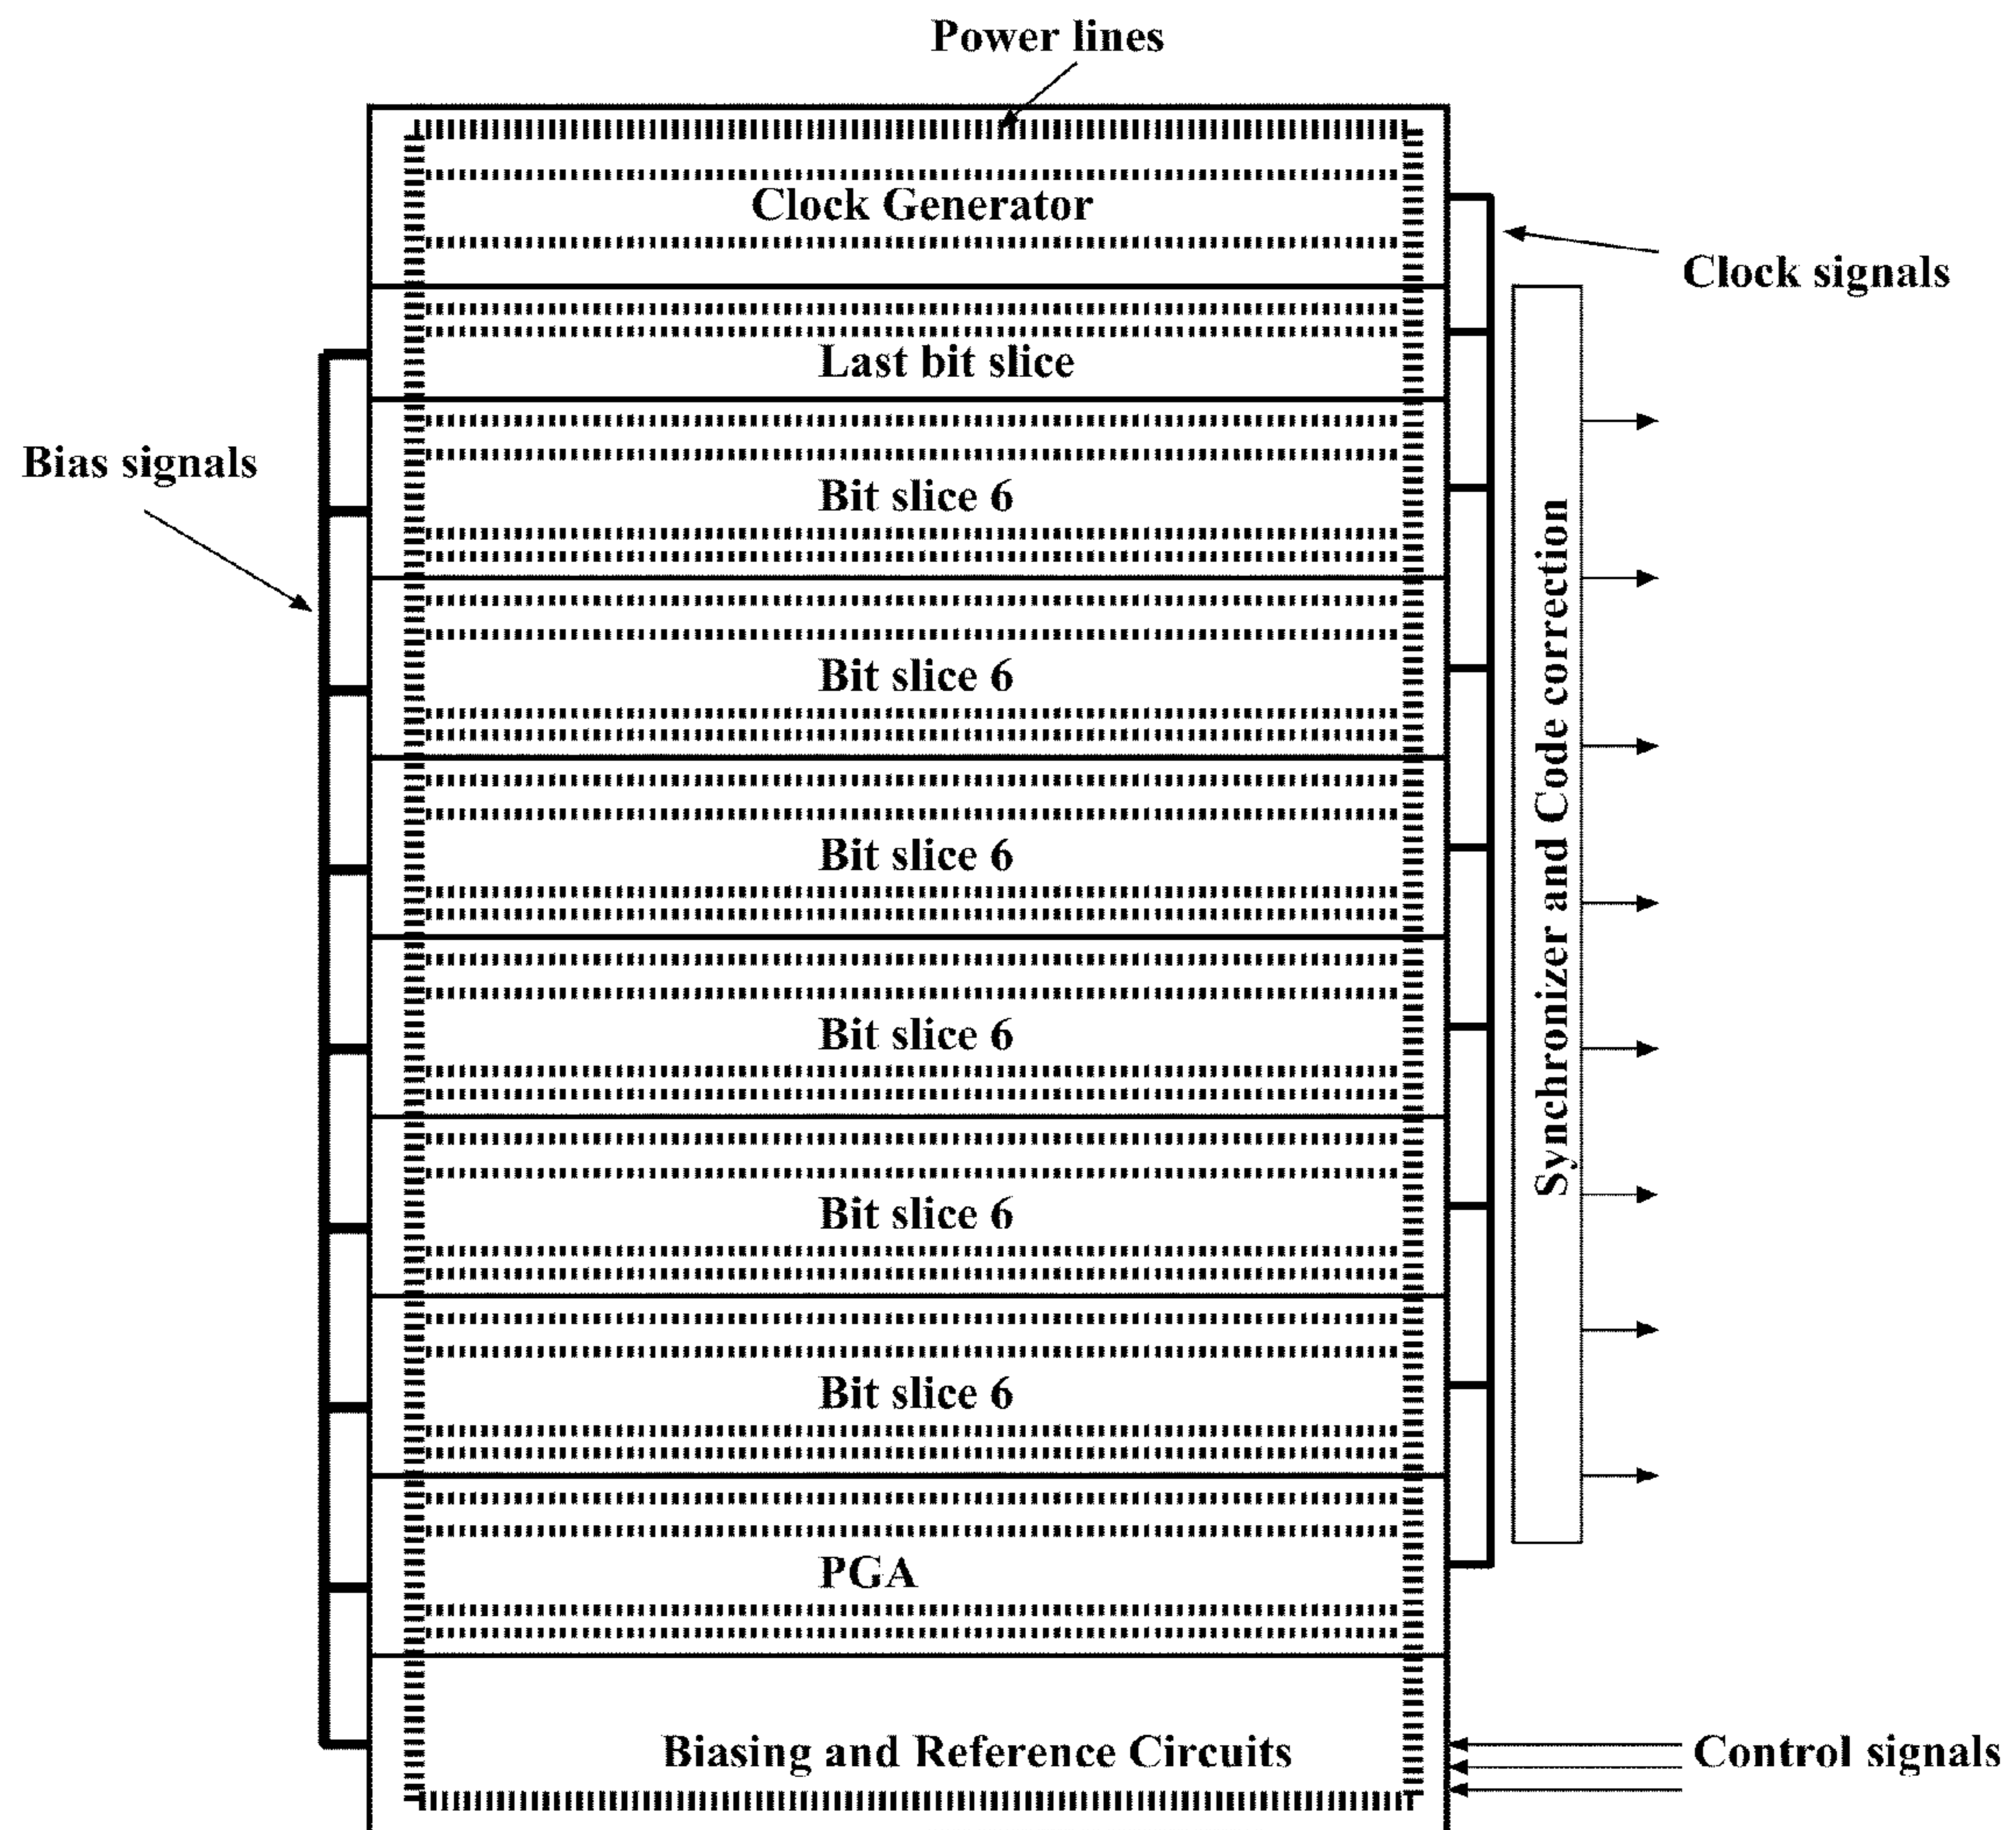 Power lines
Clock Generator
Clock signals
Last bit slice
Bias signals
Bit slice 6
Bit slice 6
Bit slice 6
Bit slice 6
Bit slice 6
Bit slice 6
Synchronizer and Code correction
PGA
Biasing and Reference Circuits
Control signals